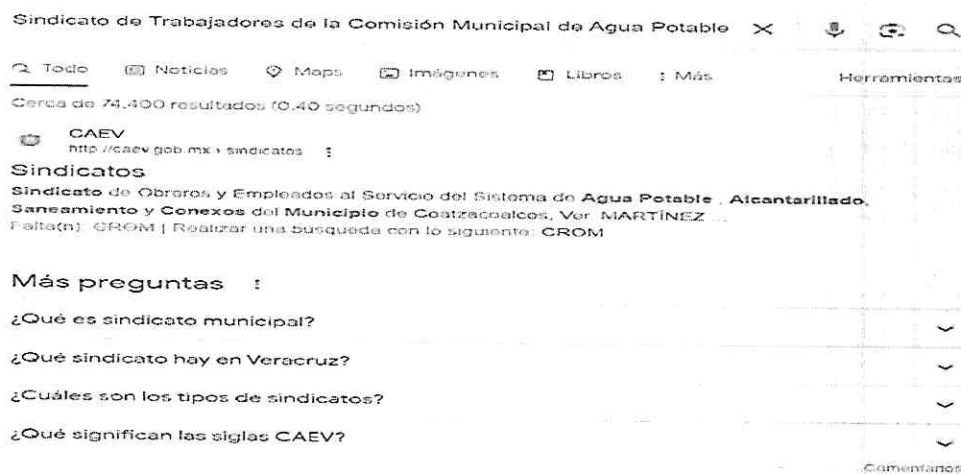 Sindicato de Trabajadores de la Comisión Municipal de Agua Potable
Todo Noticias Maps Imágenes Libros Más Herramientas
Cerca de 74,400 resultados (0.40 segundos)
CAEV
http://caev.gob.mx › sindicatos
Sindicatos
Sindicato de Obreros y Empleados al Servicio del Sistema de Agua Potable , Alcantarillado,
Saneamiento y Conexos del Municipio de Coatzacoalcos, Ver. MARTÍNEZ ...
Falta(n): CROM | Realizar una búsqueda con lo siguiente: CROM
Más preguntas
¿Qué es sindicato municipal?
¿Qué sindicato hay en Veracruz?
¿Cuáles son los tipos de sindicatos?
¿Qué significan las siglas CAEV?
Comentarios